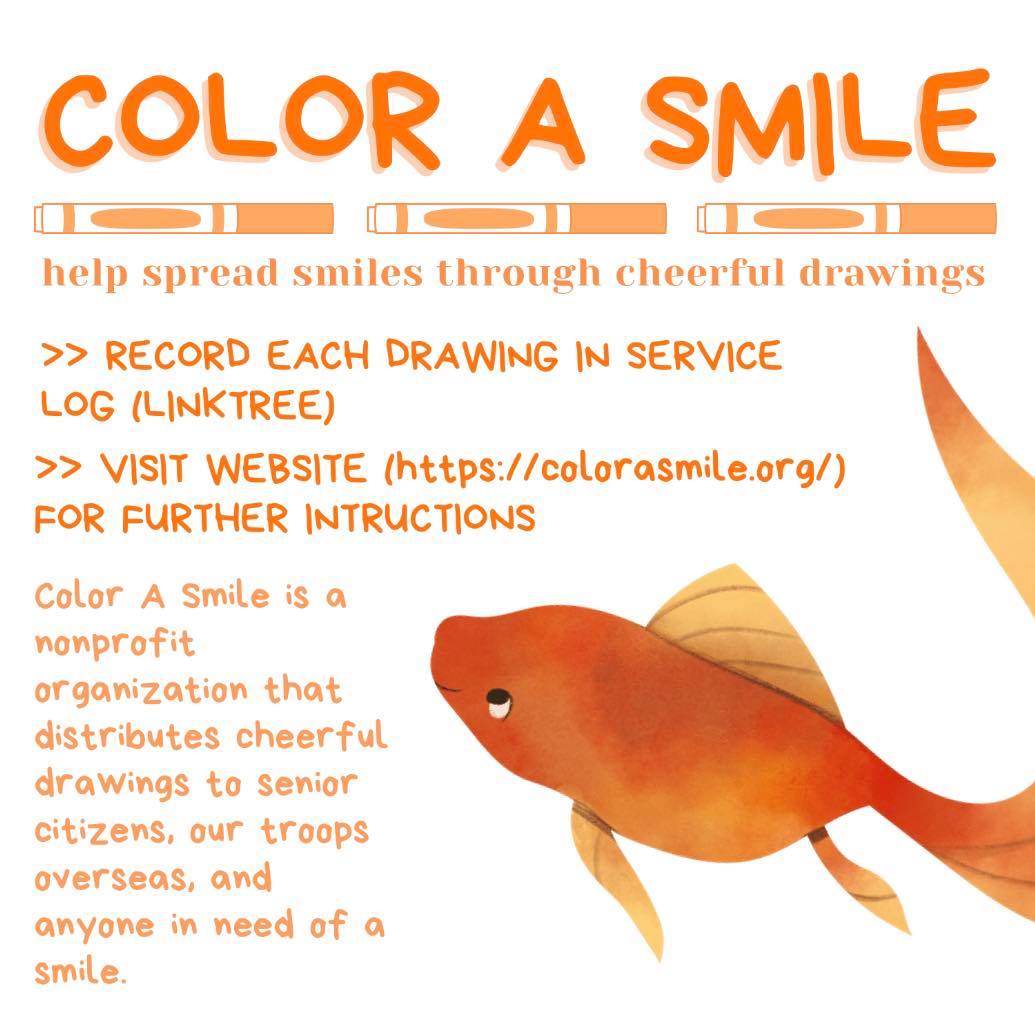 COLOR A SMILE
help spread smiles through cheerful drawings
>> RECORD EACH DRAWING IN SERVICE
LOG (LINKTREE)
>> VISIT WEBSITE (https://colorasmile.org/)
FOR FURTHER INTRUCTIONS
Color A Smile is a
nonprofit
organization that
distributes cheerful
drawings to senior
citizens, our troops
overseas, and
anyone in need of a
smile.